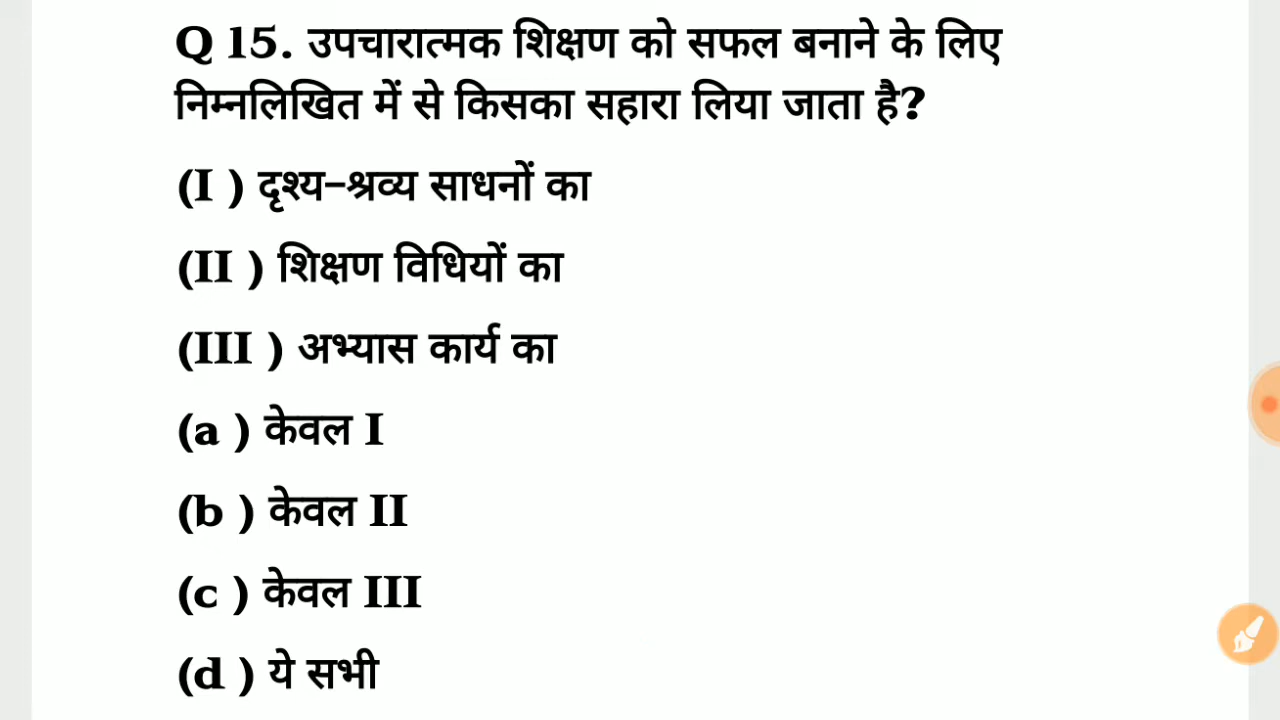 Q 15. उपचारात्मक शिक्षण को सफल बनाने के लिए
निम्नलिखित में से किसका सहारा लिया जाता है?
(I ) दृश्य-श्रव्य साधनों का
(II ) शिक्षण विधियों का
(III ) अभ्यास कार्य का
(a ) केवल I
(b ) केवल II
(c ) केवल III
(d ) ये सभी